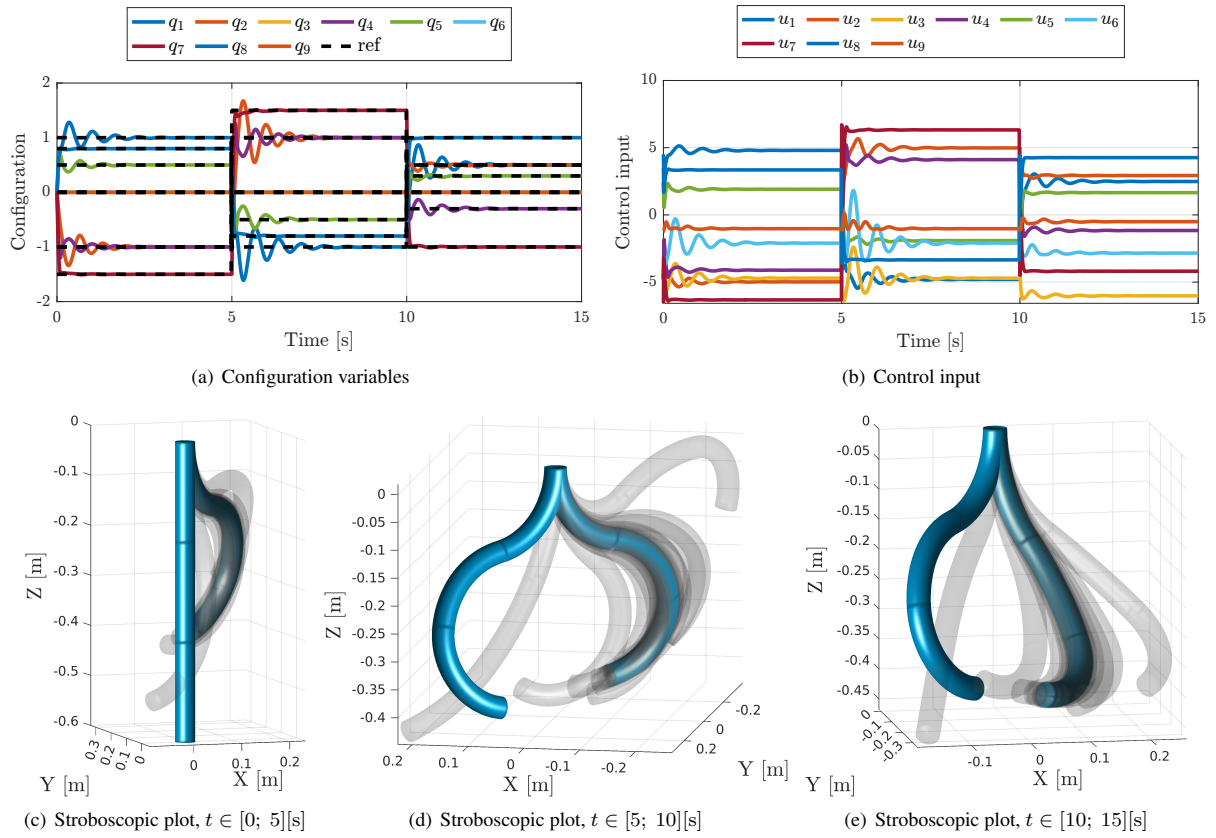 q1 q2 q3 q4 q5 q6
q7 q8 q9 ref
2
1
0
-1
-2
Configuration
0 5 10 15
Time [s]
(a) Configuration variables
u1 u2 u3 u4 u5 u6
u7 u8 u9
10
5
0
-5
Control input
0 5 10 15
Time [s]
(b) Control input
0
-0.1
-0.2
-0.3
-0.4
-0.5
-0.6
Z [m]
0.3 0.2 0.1 0
Y [m]
0 0.1 0.2
X [m]
(c) Stroboscopic plot, t ∈ [0; 5][s]
0
-0.05
-0.1
-0.15
-0.2
-0.25
-0.3
-0.35
-0.4
Z [m]
0.2 0.1 0 -0.1 -0.2
X [m]
-0.2
0
0.2
Y [m]
(d) Stroboscopic plot, t ∈ [5; 10][s]
0
-0.05
-0.1
-0.15
-0.2
-0.25
-0.3
-0.35
-0.4
-0.45
Z [m]
0
-0.1
-0.2
-0.3
Y [m]
-0.1 0 0.1 0.2
X [m]
(e) Stroboscopic plot, t ∈ [10; 15][s]